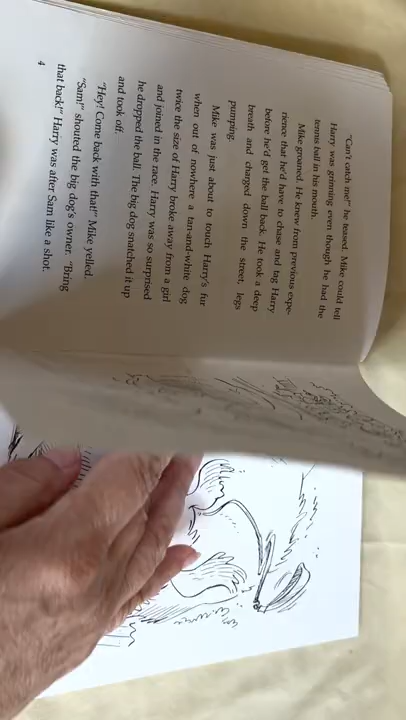 "Can't catch me!" he teased. Mike could tell
Harry was grinning even though he had the
tennis ball in his mouth.
Mike groaned. He knew from previous expe-
rience that he'd have to chase and tag Harry
before he'd get the ball back. He took a deep
breath and charged down the street, legs
pumping.
Mike was just about to touch Harry's fur
when out of nowhere a tan-and-white dog
twice the size of Harry broke away from a girl
and joined in the race. Harry was so surprised
he dropped the ball. The big dog snatched it up
and took off.
"Hey! Come back with that!" Mike yelled.
"Sam!" shouted the big dog's owner. "Bring
that back!" Harry was after Sam like a shot.
4